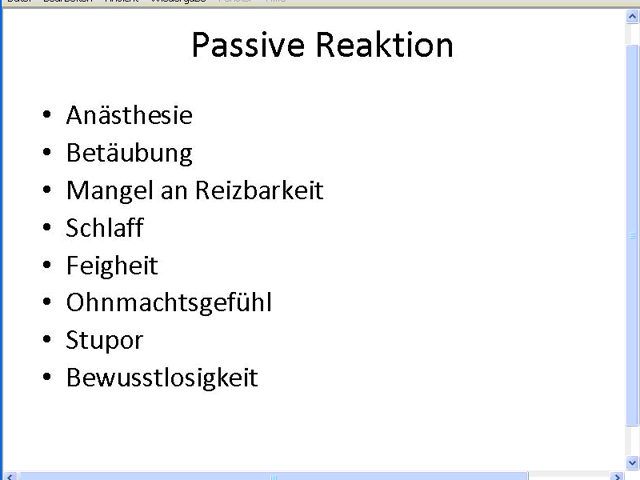 Passive Reaktion
• Anästhesie
• Betäubung
• Mangel an Reizbarkeit
• Schlaff
• Feigheit
• Ohnmachtsgefühl
• Stupor
• Bewusstlosigkeit